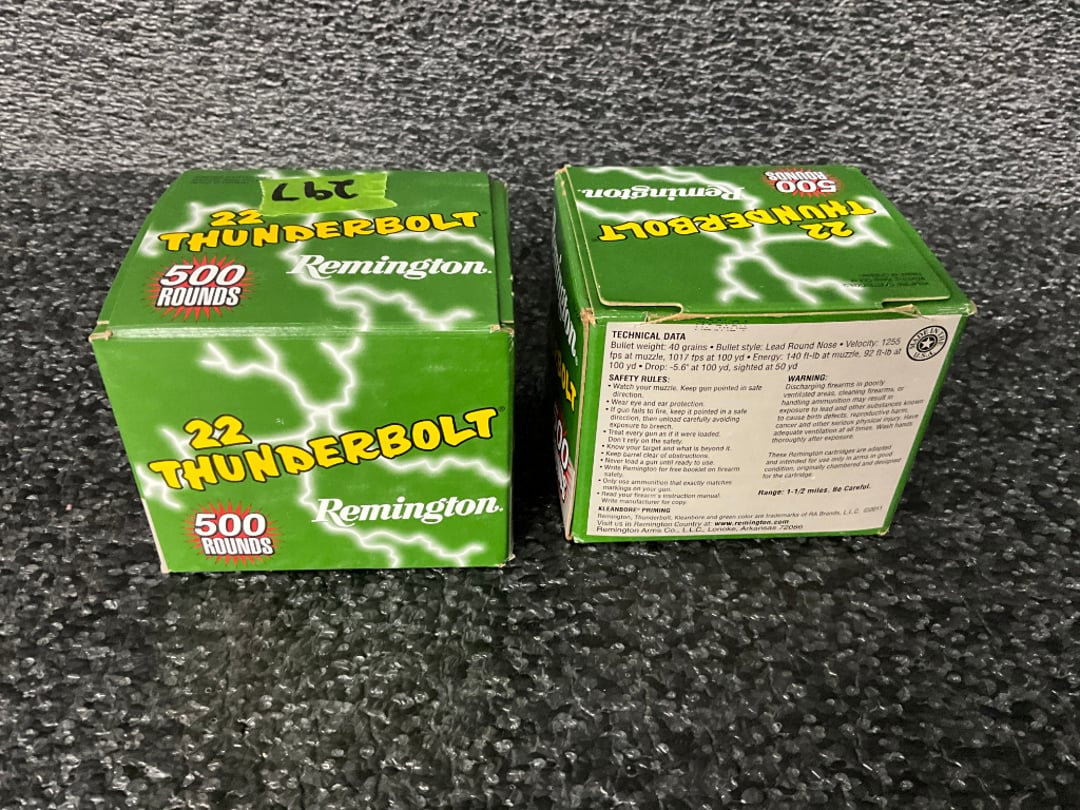 297
22
THUNDERBOLT
500
ROUNDS
Remington.
22
THUNDERBOLT
500
ROUNDS
Remington.
500
ROUNDS
Remington.
22
THUNDERBOLT
TECHNICAL DATA
Bullet weight: 40 grains • Bullet style: Lead Round Nose • Velocity: 1255
fps at muzzle, 1017 fps at 100 yd • Energy: 140 ft-lb at muzzle, 92 ft-lb at
100 yd • Drop: -5.6" at 100 yd, sighted at 50 yd
SAFETY RULES:
• Watch your muzzle. Keep gun pointed in safe
direction.
• Wear eye and ear protection.
• If gun fails to fire, keep it pointed in a safe
direction, then unload carefully avoiding
exposure to breech.
• Treat every gun as if it were loaded.
Don't rely on the safety.
• Know your target and what is beyond it.
• Keep barrel clear of obstructions.
• Never load a gun until ready to use.
• Write Remington for free booklet on firearm
safety.
• Only use ammunition that exactly matches
markings on your gun.
• Read your firearm's instruction manual.
Write manufacturer for copy
WARNING:
Discharging firearms in poorly
ventilated areas, cleaning firearms, or
handling ammunition may result in
exposure to lead and other substances known
to cause birth defects, reproductive harm,
cancer and other serious physical injury. Have
adequate ventilation at all times. Wash hands
thoroughly after exposure.
These Remington cartridges are adapted
and intended for use only in arms in good
condition, originally chambered and designed
for the cartridge.
Range: 1-1/2 miles. Be Careful.
KLEANBORE® PRIMING
Remington, Thunderbolt, Kleanbore and green color are trademarks of RA Brands, L.L.C. ©2011
Visit us in Remington Country at: www.remington.com
Remington Arms Co., L.L.C., Lonoke, Arkansas 72086
MADE IN THE
U.S.A.